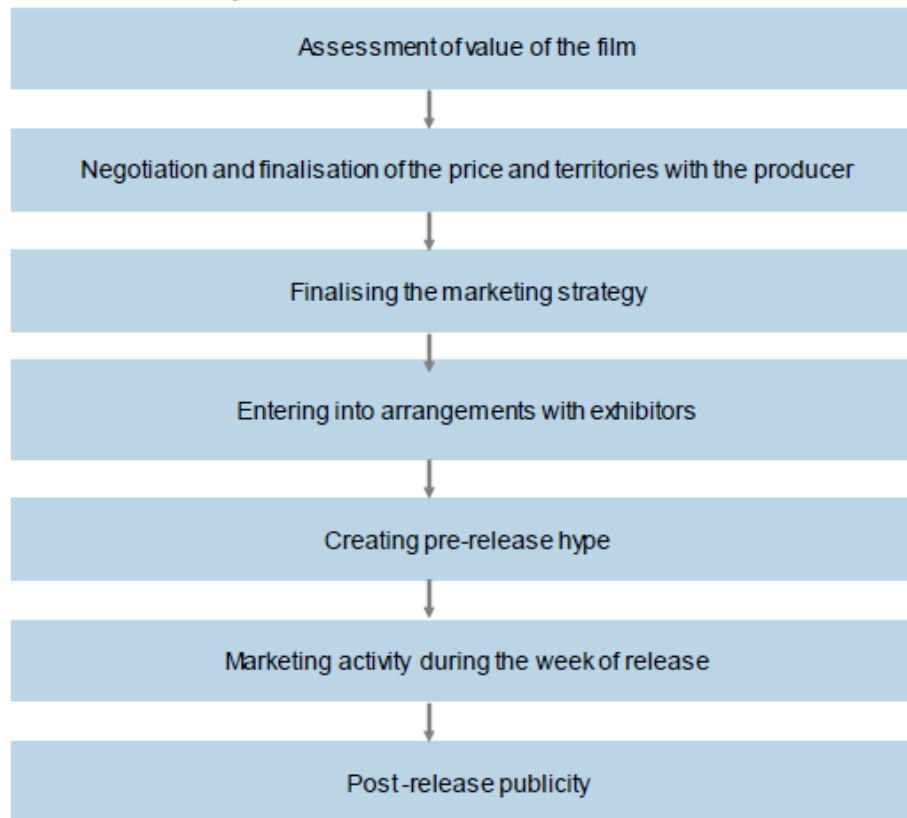 Assessment of value of the film
Negotiation and finalisation of the price and territories with the producer
Finalising the marketing strategy
Entering into arrangements with exhibitors
Creating pre-release hype
Marketing activity during the week of release
Post-release publicity